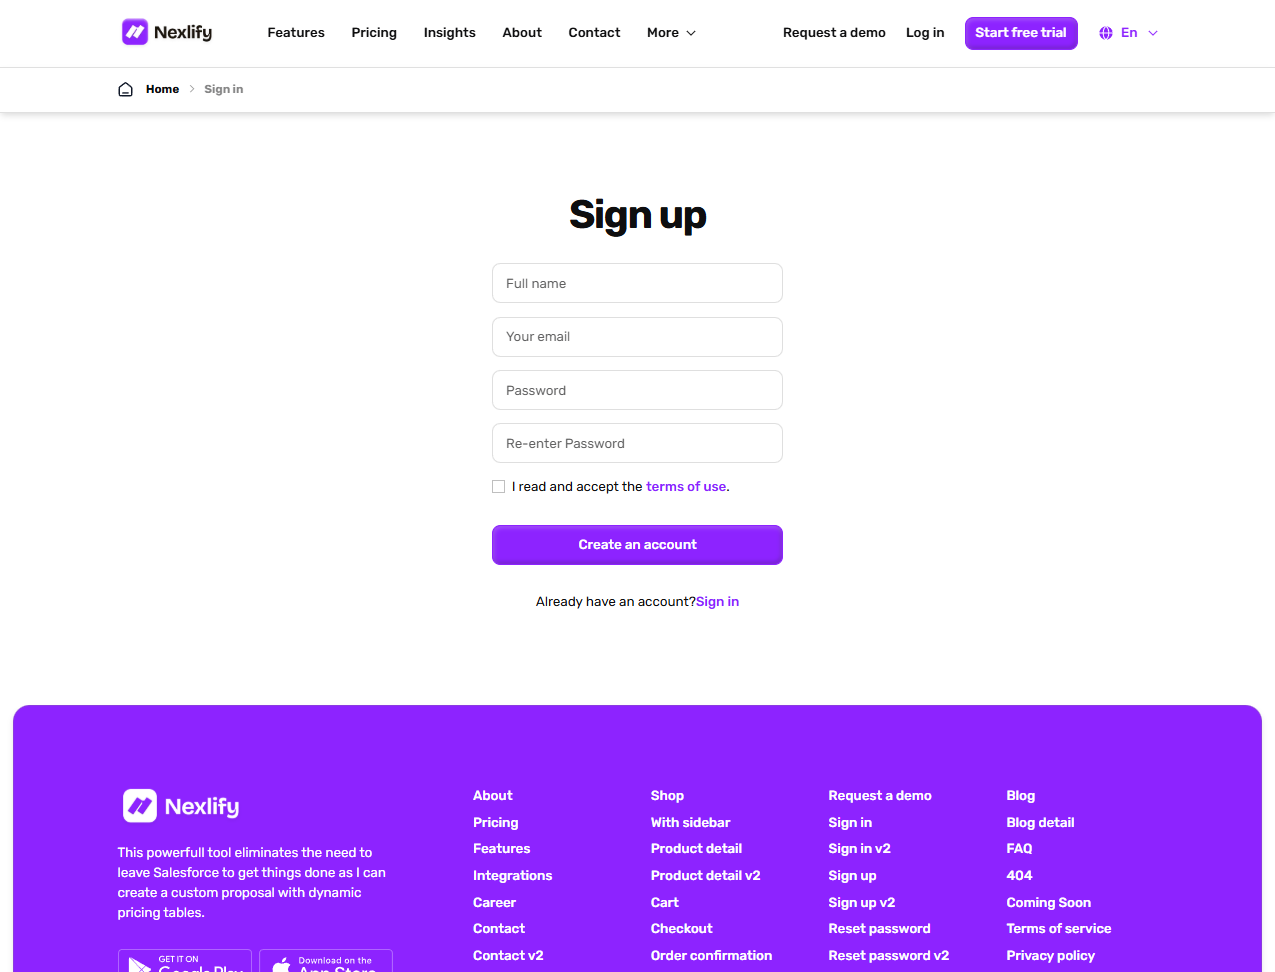 Nexlify
Features Pricing Insights About Contact More
Request a demo Log in Start free trial En
Home > Sign in
Sign up
Full name
Your email
Password
Re-enter Password
I read and accept the terms of use.
Create an account
Already have an account?Sign in
Nexlify
This powerfull tool eliminates the need to
leave Salesforce to get things done as I can
create a custom proposal with dynamic
pricing tables.
GET IT ON
Google Play
Download on the
App Store
About
Pricing
Features
Integrations
Career
Contact
Contact v2
Shop
With sidebar
Product detail
Product detail v2
Cart
Checkout
Order confirmation
Request a demo
Sign in
Sign in v2
Sign up
Sign up v2
Reset password
Reset password v2
Blog
Blog detail
FAQ
404
Coming Soon
Terms of service
Privacy policy